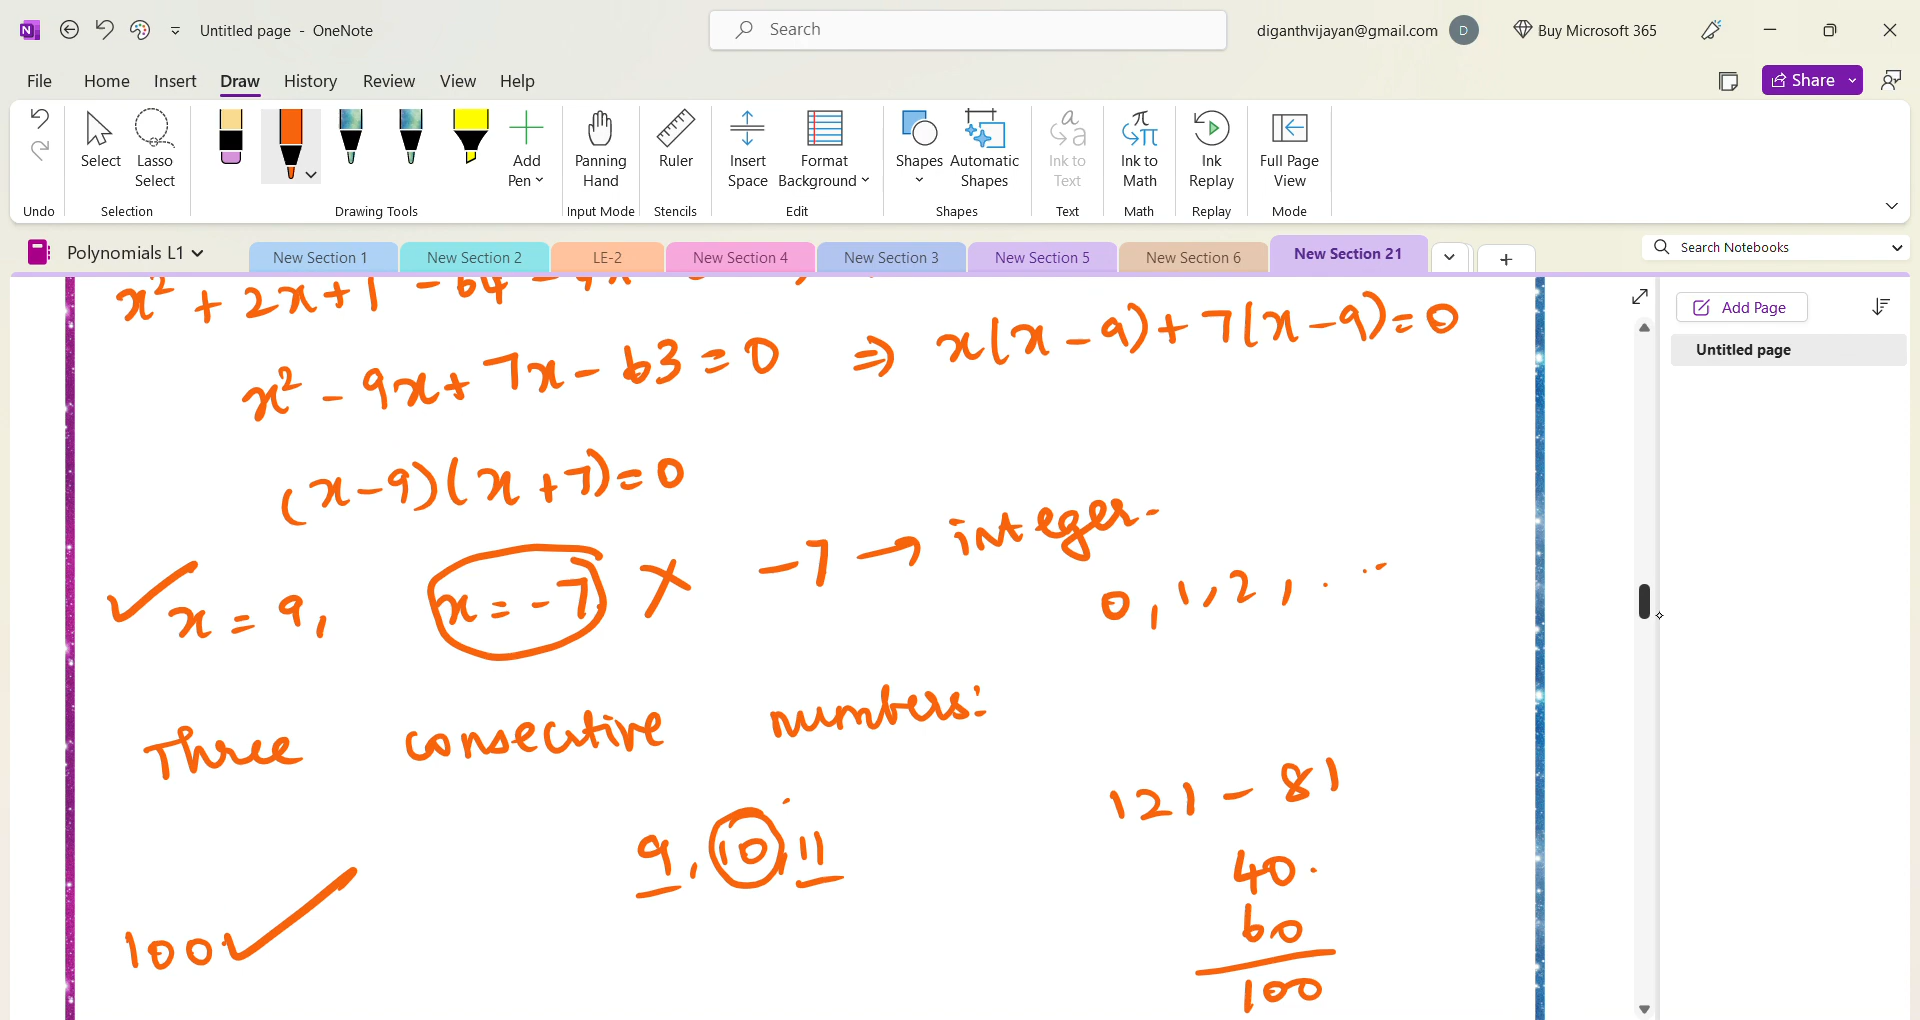 Untitled page - OneNote
Search
diganthvijayan@gmail.com
D
Buy Microsoft 365
File Home Insert Draw History Review View Help
Share
Select
Lasso Select
Add Pen
Panning Hand
Ruler
Insert Space
Format Background
Shapes
Automatic Shapes
Ink to Text
Ink to Math
Ink Replay
Full Page View
Undo Selection Drawing Tools Input Mode Stencils Edit Shapes Text Math Replay Mode
Polynomials L1
New Section 1 New Section 2 LE-2 New Section 4 New Section 3 New Section 5 New Section 6 New Section 21
+
Search Notebooks
Add Page
Untitled page
x² + 2x + 1 - 64
x² - 9x + 7x - 63 = 0 ⇒ x(x - 9) + 7(x - 9) = 0
(x - 9)(x + 7) = 0
✓ x = 9, x = -7 X -7 → integer.
0, 1, 2, ...
Three consecutive numbers:
121 - 81
9, 10, 11
40.
60
100 ✓
100